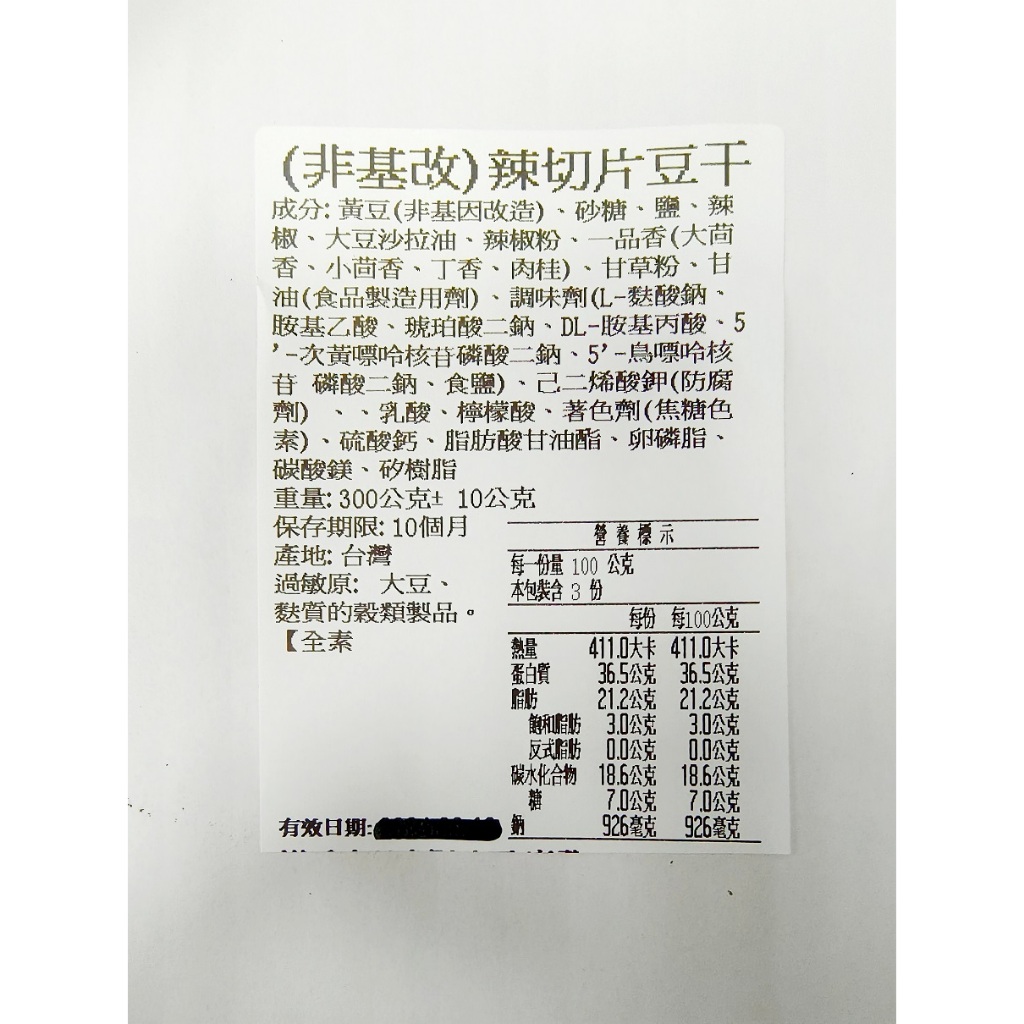 (非基改)辣切片豆干
成分:黃豆(非基因改造)、砂糖、鹽、辣
椒、大豆沙拉油、辣椒粉、一品香(大茴
香、小茴香、丁香、肉桂)、甘草粉、甘
油(食品製造用劑)、調味劑(L-麩酸鈉、
胺基乙酸、琥珀酸二鈉、DL-胺基丙酸、5
'-次黃嘌呤核苷磷酸二鈉、5'-鳥嘌呤核
苷 磷酸二鈉、食鹽)、己二烯酸鉀(防腐
劑) 、、乳酸、檸檬酸、著色劑(焦糖色
素)、硫酸鈣、脂肪酸甘油酯、卵磷脂、
碳酸鎂、矽樹脂
重量:300公克± 10公克
保存期限:10個月
產地:台灣
過敏原: 大豆、
麩質的穀類製品。
【全素
有效日期:
營養標示
每一份量 100 公克
本包裝含 3 份
每份 每100公克
熱量 411.0大卡 411.0大卡
蛋白質 36.5公克 36.5公克
脂肪 21.2公克 21.2公克
飽和脂肪 3.0公克 3.0公克
反式脂肪 0.0公克 0.0公克
碳水化合物 18.6公克 18.6公克
糖 7.0公克 7.0公克
鈉 926毫克 926毫克